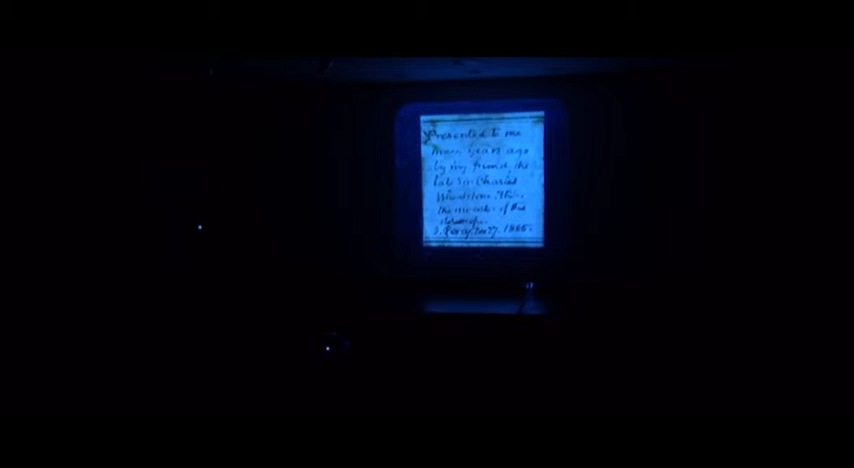 Presented to me
many years ago
by my friend, the
late Sir Charles
Wheatstone,
the inventor of the
stereoscope.
1885.